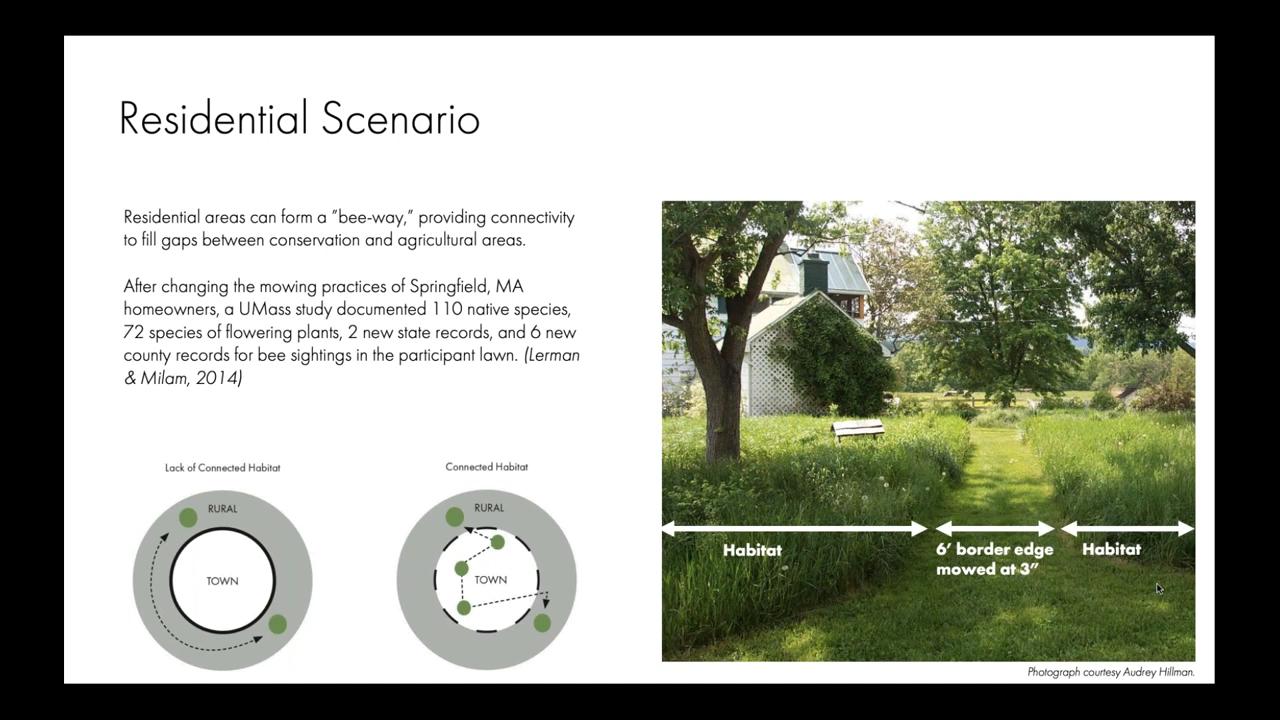 Residential Scenario
Residential areas can form a "bee-way," providing connectivity
to fill gaps between conservation and agricultural areas.
After changing the mowing practices of Springfield, MA
homeowners, a UMass study documented 110 native species,
72 species of flowering plants, 2 new state records, and 6 new
county records for bee sightings in the participant lawn. (Lerman
& Milam, 2014)
Lack of Connected Habitat
RURAL
TOWN
Connected Habitat
RURAL
TOWN
Habitat
6' border edge
mowed at 3"
Habitat
Photograph courtesy Audrey Hillman.